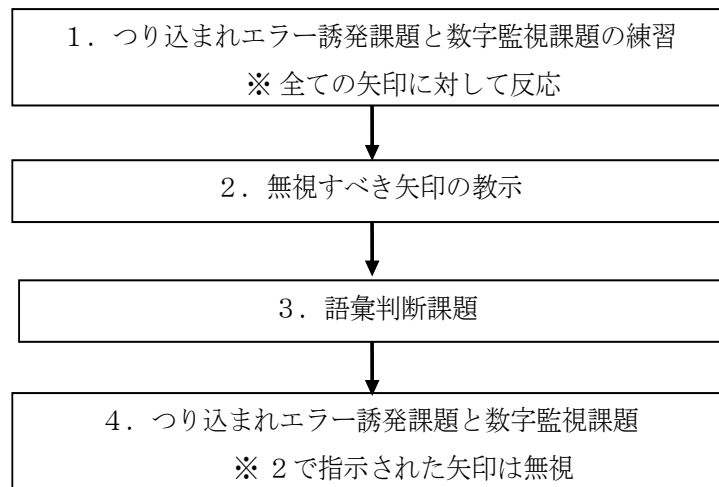 １．つり込まれエラー誘発課題と数字監視課題の練習
※ 全ての矢印に対して反応
２．無視すべき矢印の教示
３．語彙判断課題
４．つり込まれエラー誘発課題と数字監視課題
※ ２で指示された矢印は無視